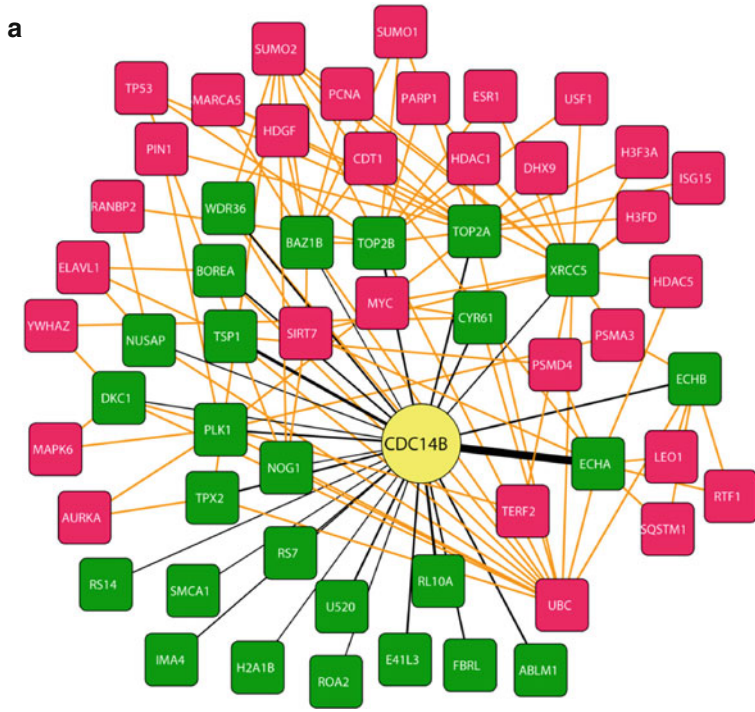 a
SUMO1
SUMO2
TP53
MARCA5
PCNA
PARP1
ESR1
USF1
PIN1
HDGF
CDT1
HDAC1
DHX9
H3F3A
ISG15
RANBP2
WDR36
BAZ1B
TOP2B
TOP2A
H3FD
ELAVL1
BOREA
XRCC5
HDAC5
YWHAZ
NUSAP
TSP1
SIRT7
MYC
CYR61
PSMD4
PSMA3
ECHB
DKC1
MAPK6
PLK1
CDC14B
NOG1
ECHA
LEO1
RTF1
AURKA
TPX2
TERF2
SQSTM1
RS14
SMCA1
RS7
U520
RL10A
UBC
IMA4
H2A1B
ROA2
E41L3
FBRL
ABLM1